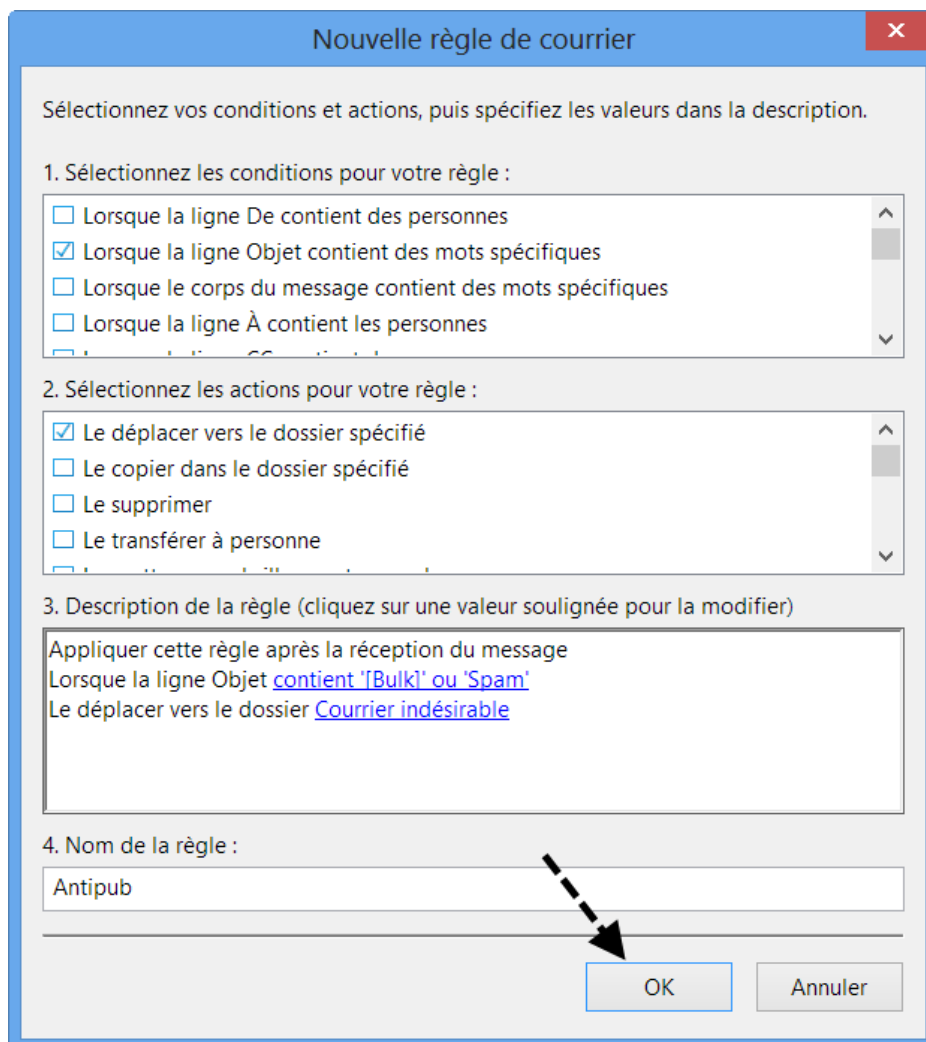 Nouvelle règle de courrier
Sélectionnez vos conditions et actions, puis spécifiez les valeurs dans la description.
1. Sélectionnez les conditions pour votre règle :
Lorsque la ligne De contient des personnes
Lorsque la ligne Objet contient des mots spécifiques
Lorsque le corps du message contient des mots spécifiques
Lorsque la ligne À contient les personnes
2. Sélectionnez les actions pour votre règle :
Le déplacer vers le dossier spécifié
Le copier dans le dossier spécifié
Le supprimer
Le transférer à personne
3. Description de la règle (cliquez sur une valeur soulignée pour la modifier)
Appliquer cette règle après la réception du message
Lorsque la ligne Objet contient '[Bulk]' ou 'Spam'
Le déplacer vers le dossier Courrier indésirable
4. Nom de la règle :
Antipub
OK Annuler